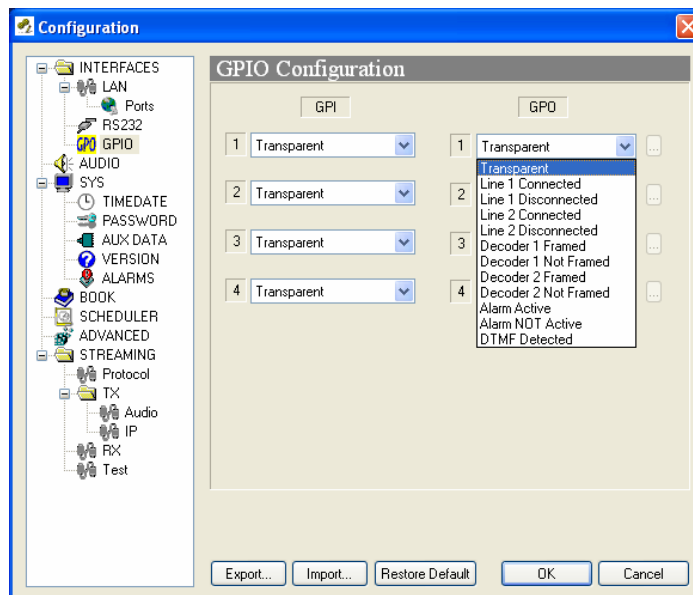 Configuration
INTERFACES
LAN
Ports
RS232
GPO GPIO
AUDIO
SYS
TIMEDATE
PASSWORD
AUX DATA
VERSION
ALARMS
BOOK
SCHEDULER
ADVANCED
STREAMING
Protocol
TX
Audio
IP
RX
Test
GPIO Configuration
GPI
1 Transparent
2 Transparent
3 Transparent
4 Transparent
GPO
1 Transparent ...
2 ...
3 ...
4 ...
Transparent
Line 1 Connected
Line 1 Disconnected
Line 2 Connected
Line 2 Disconnected
Decoder 1 Framed
Decoder 1 Not Framed
Decoder 2 Framed
Decoder 2 Not Framed
Alarm Active
Alarm NOT Active
DTMF Detected
Export... Import... Restore Default OK Cancel